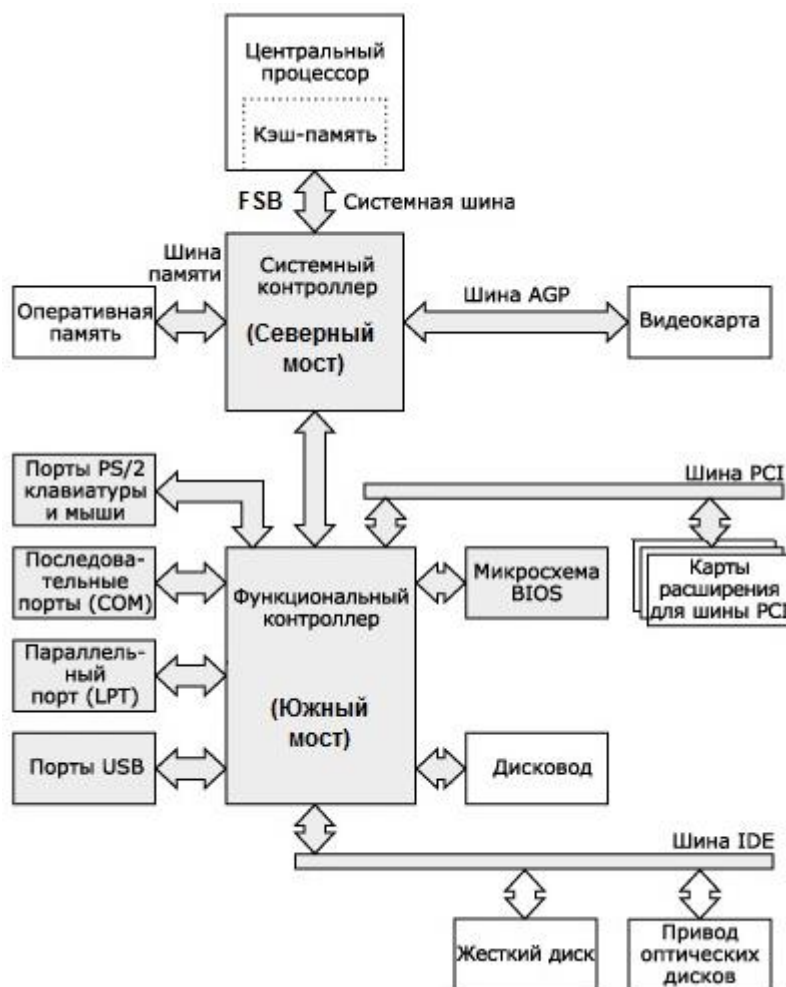 Центральный
процессор
Кэш-память
FSB
Системная шина
Шина
памяти
Системный
контроллер
(Северный
мост)
Оперативная
память
Шина AGP
Видеокарта
Порты PS/2
клавиатуры
и мыши
Шина PCI
Последова-
тельные
порты (COM)
Функциональный
контроллер
(Южный
мост)
Микросхема
BIOS
Карты
расширения
для шины PCI
Параллель-
ный
порт (LPT)
Порты USB
Дисковод
Шина IDE
Жесткий диск
Привод
оптических
дисков